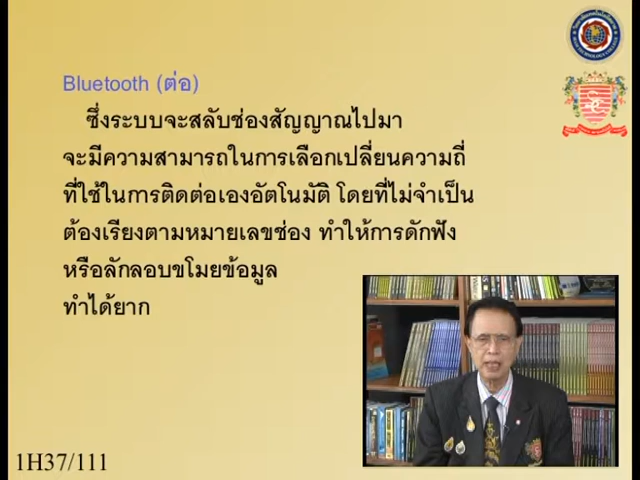 Bluetooth (ต่อ)
ซึ่งระบบจะสลับช่องสัญญาณไปมา
จะมีความสามารถในการเลือกเปลี่ยนความถี่
ที่ใช้ในการติดต่อเองอัตโนมัติ โดยที่ไม่จำเป็น
ต้องเรียงตามหมายเลขช่อง ทำให้การดักฟัง
หรือลักลอบขโมยข้อมูล
ทำได้ยาก
1H37/111